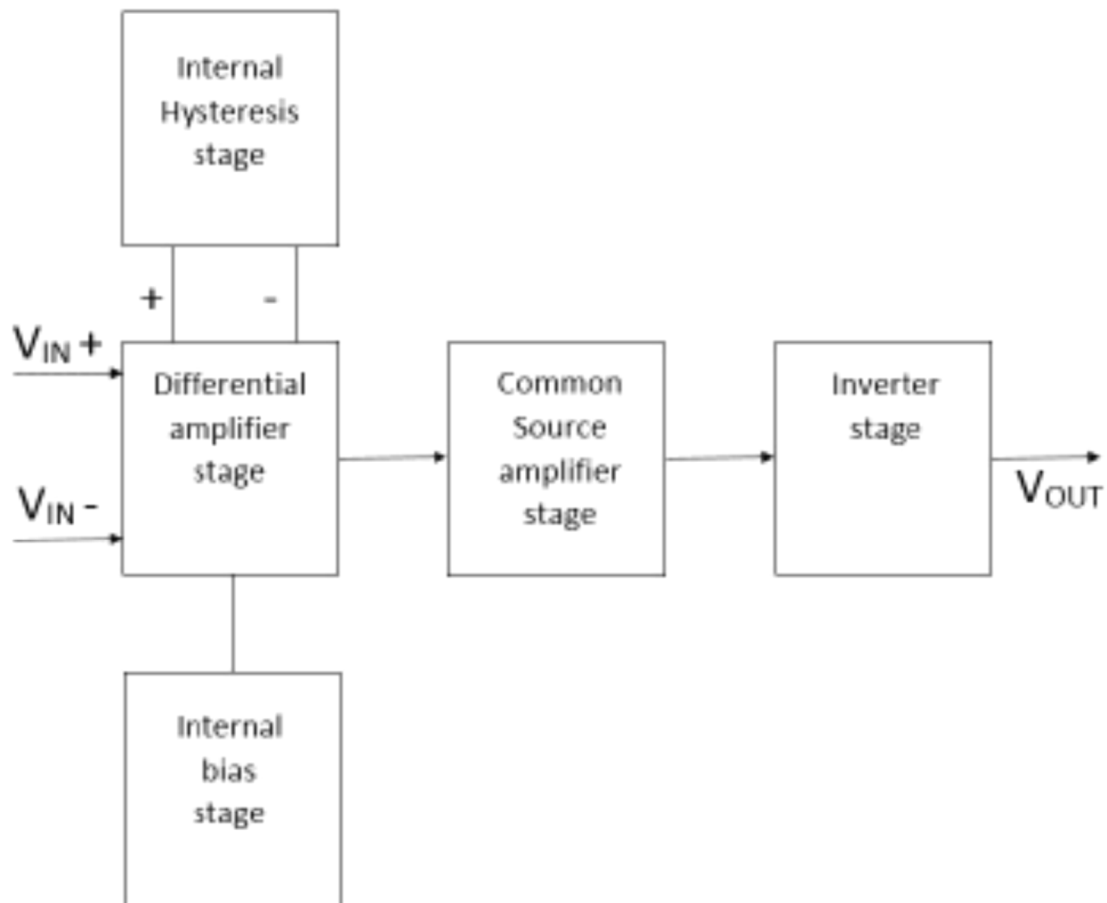 Internal
Hysteresis
stage
+ -
VIN +
VIN -
Differential
amplifier
stage
Common
Source
amplifier
stage
Inverter
stage
VOUT
Internal
bias
stage